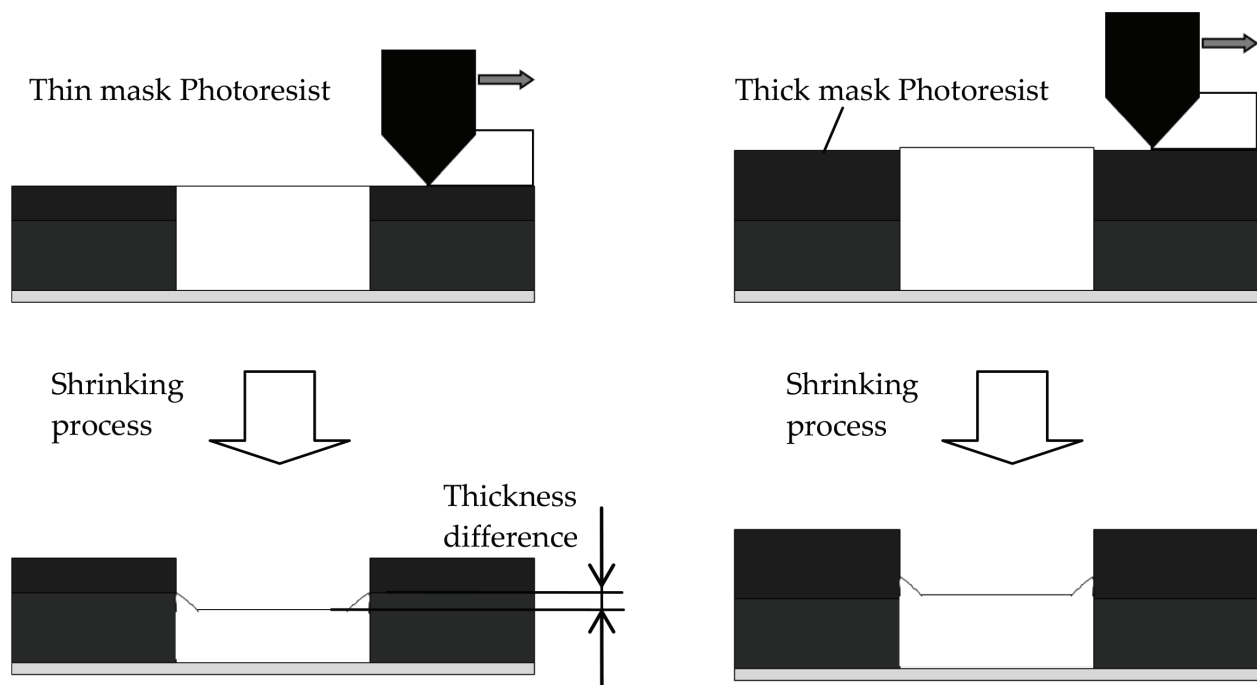 Thin mask Photoresist
Thick mask Photoresist
Shrinking
process
Shrinking
process
Thickness
difference